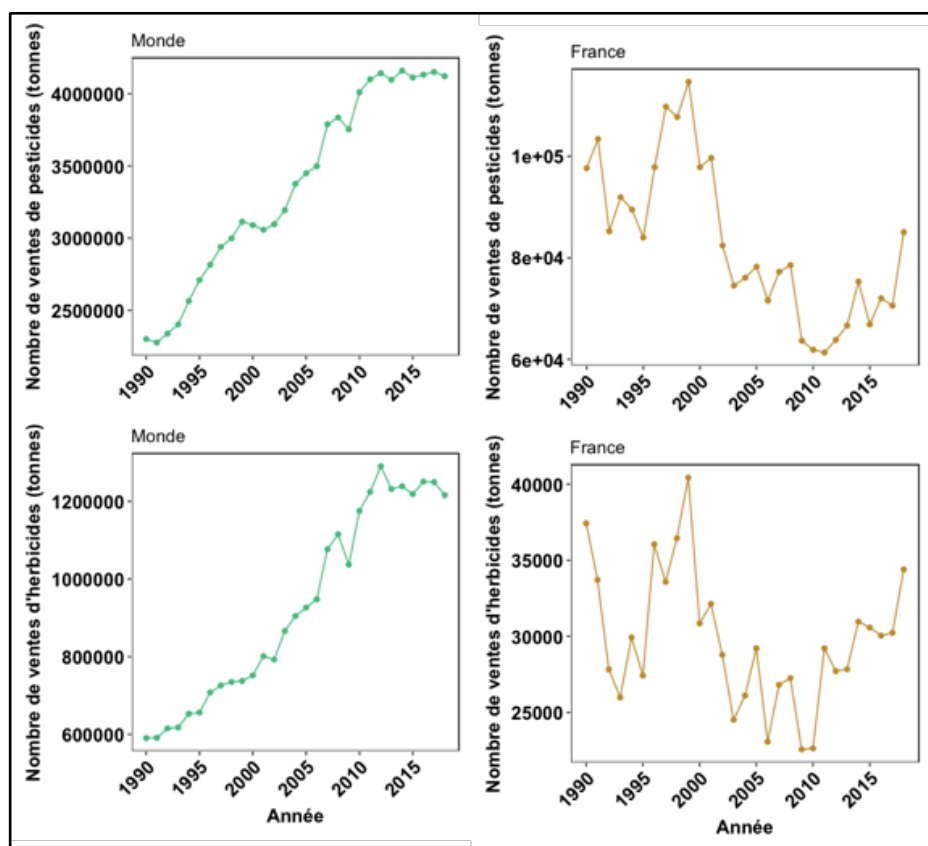 Monde
Nombre de ventes de pesticides (tonnes)
4000000
3500000
3000000
2500000
1990
1995
2000
2005
2010
2015
France
Nombre de ventes de pesticides (tonnes)
1e+05
8e+04
6e+04
1990
1995
2000
2005
2010
2015
Monde
Nombre de ventes d'herbicides (tonnes)
1200000
1000000
800000
600000
1990
1995
2000
2005
2010
2015
Année
France
Nombre de ventes d'herbicides (tonnes)
40000
35000
30000
25000
1990
1995
2000
2005
2010
2015
Année